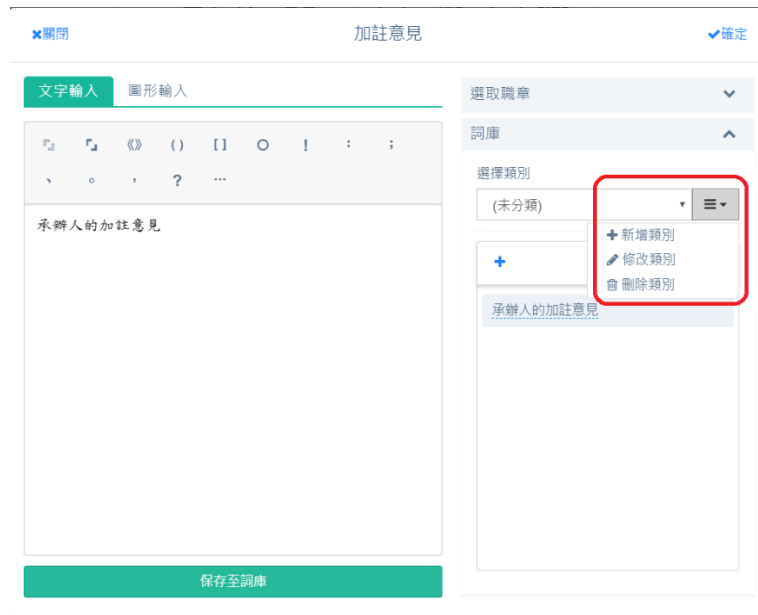 ✖關閉
加註意見
✔確定
文字輸入
圖形輸入
『』 「」 《》 ( ) [ ] ○ ! : ;
、 。 , ? …
承辦人的加註意見
保存至詞庫
選取職章
詞庫
選擇類別
(未分類)
新增類別
修改類別
刪除類別
+
承辦人的加註意見